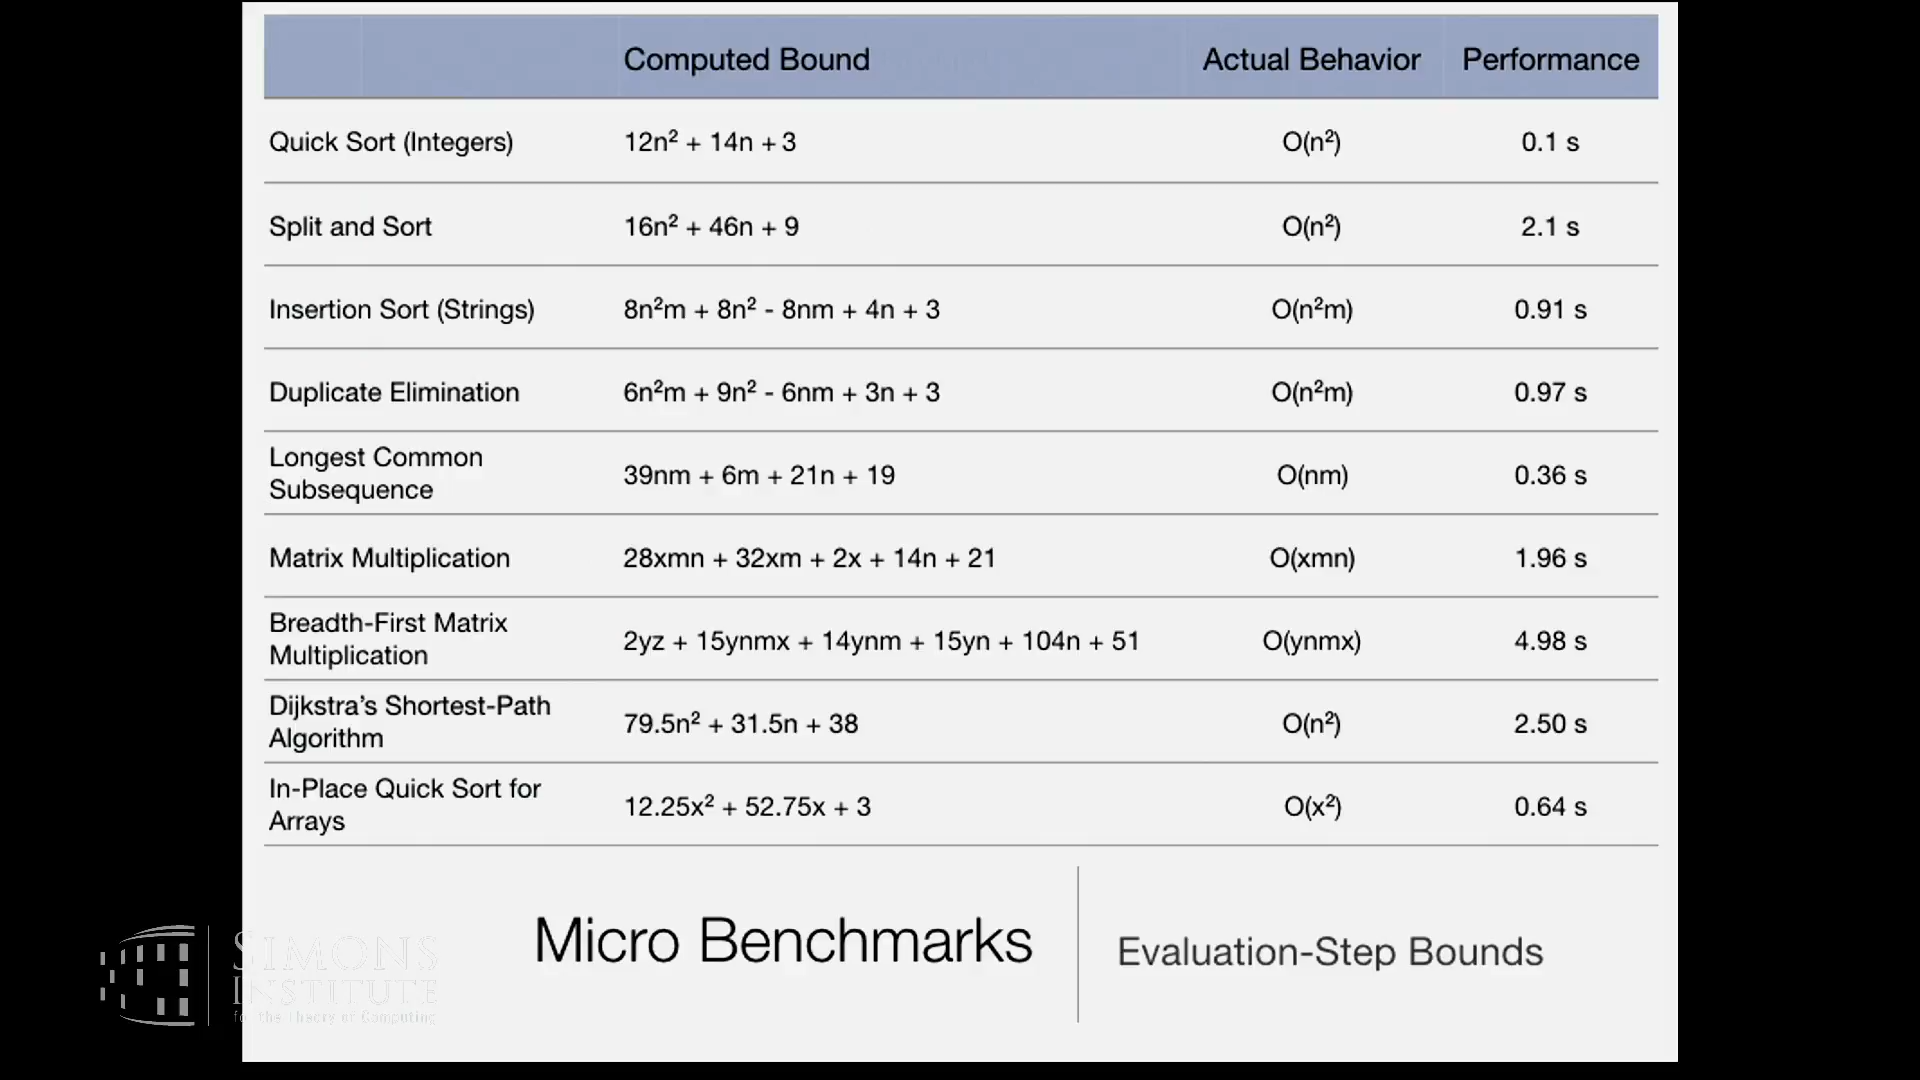 Computed Bound Actual Behavior Performance
Quick Sort (Integers) 12n² + 14n + 3 O(n²) 0.1 s
Split and Sort 16n² + 46n + 9 O(n²) 2.1 s
Insertion Sort (Strings) 8n²m + 8n² - 8nm + 4n + 3 O(n²m) 0.91 s
Duplicate Elimination 6n²m + 9n² - 6nm + 3n + 3 O(n²m) 0.97 s
Longest Common
Subsequence 39nm + 6m + 21n + 19 O(nm) 0.36 s
Matrix Multiplication 28xmn + 32xm + 2x + 14n + 21 O(xmn) 1.96 s
Breadth-First Matrix
Multiplication 2yz + 15ynmx + 14ynm + 15yn + 104n + 51 O(ynmx) 4.98 s
Dijkstra’s Shortest-Path
Algorithm 79.5n² + 31.5n + 38 O(n²) 2.50 s
In-Place Quick Sort for
Arrays 12.25x² + 52.75x + 3 O(x²) 0.64 s
Micro Benchmarks
Evaluation-Step Bounds
SIMONS
INSTITUTE
for the Theory of Computing